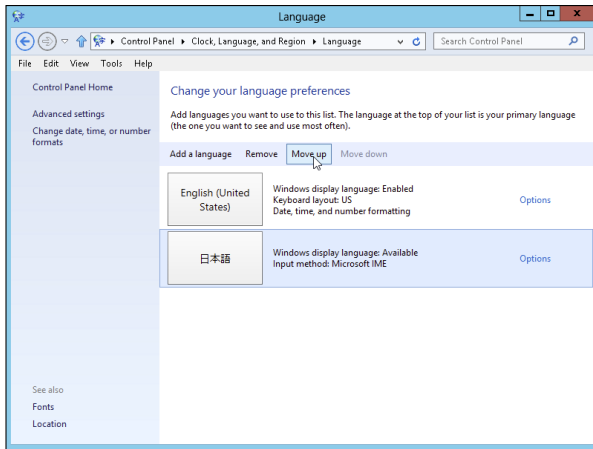 Language
Control Panel Clock, Language, and Region Language
Search Control Panel
File Edit View Tools Help
Control Panel Home
Advanced settings
Change date, time, or number
formats
See also
Fonts
Location
Change your language preferences
Add languages you want to use to this list. The language at the top of your list is your primary language
(the one you want to see and use most often).
Add a language Remove Move up Move down
English (United
States)
Windows display language: Enabled
Keyboard layout: US
Date, time, and number formatting
Options
日本語
Windows display language: Available
Input method: Microsoft IME
Options